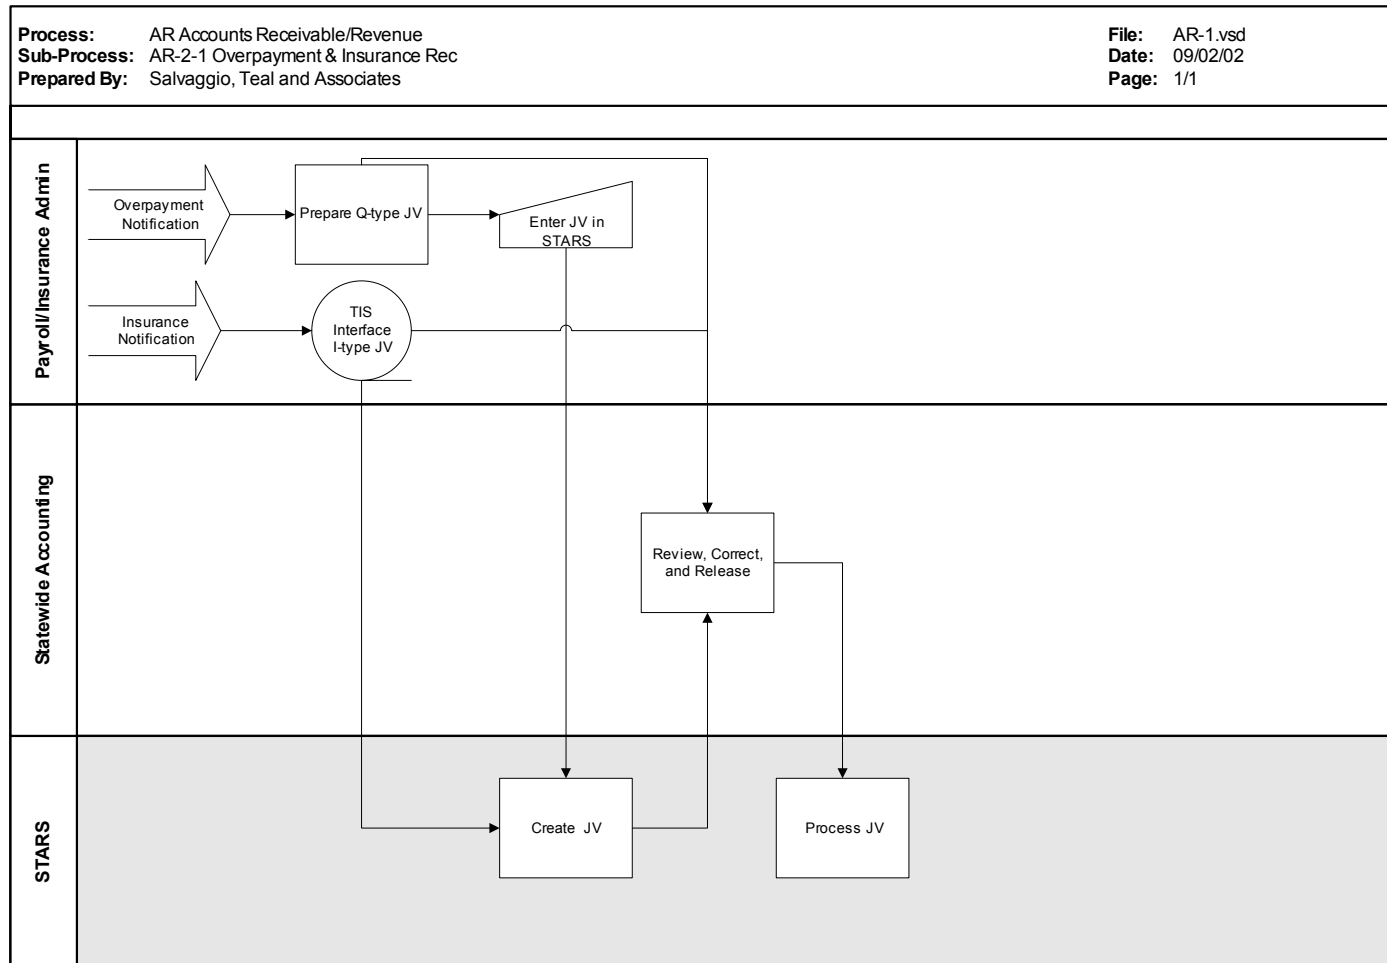 Process: AR Accounts Receivable/Revenue
Sub-Process: AR-2-1 Overpayment & Insurance Rec
Prepared By: Salvaggio, Teal and Associates
File: AR-1.vsd
Date: 09/02/02
Page: 1/1
Payroll/Insurance Admin
Overpayment
Notification
Prepare Q-type JV
Enter JV in
STARS
Insurance
Notification
TIS
Interface
I-type JV
Statewide Accounting
Review, Correct,
and Release
STARS
Create JV
Process JV